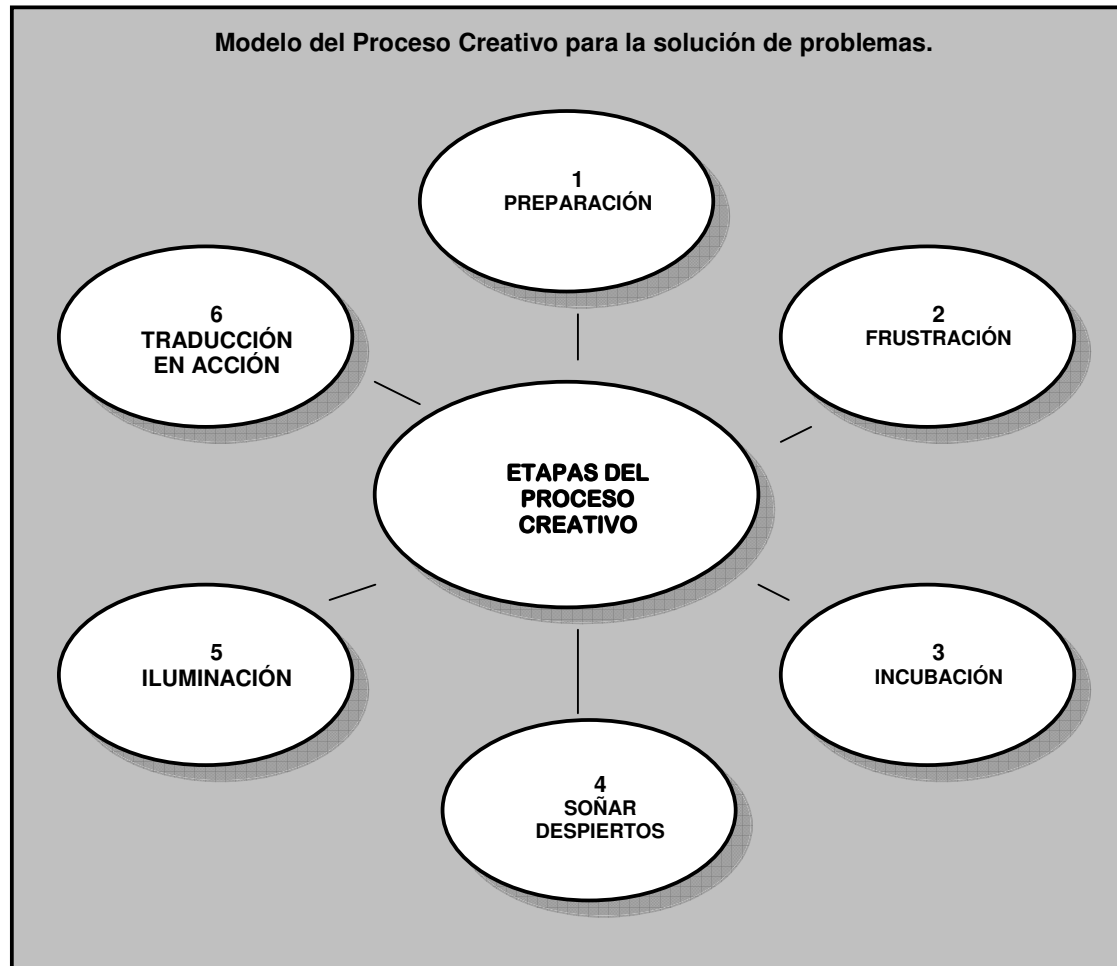 Modelo del Proceso Creativo para la solución de problemas.
1
PREPARACIÓN
2
FRUSTRACIÓN
3
INCUBACIÓN
4
SOÑAR
DESPIERTOS
5
ILUMINACIÓN
6
TRADUCCIÓN
EN ACCIÓN
ETAPAS DEL
PROCESO
CREATIVO